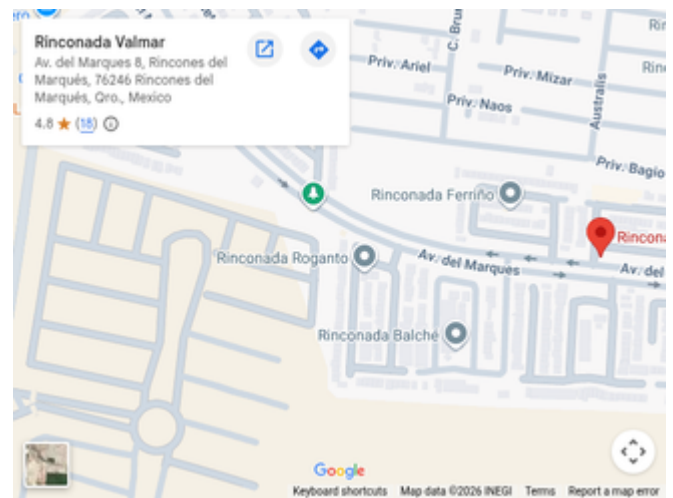 Rinconada Valmar
Av. del Marques 8, Rincones del
Marqués, 76246 Rincones del
Marqués, Qro., Mexico
4.8 ★ (18)
C. Bru
Priv. Ariel
Priv. Mizar
Priv. Naos
Australis
Priv. Bagio
Rinconada Ferriño
Rinconada Roganto
Av. del Marques
Av. del
Rinconada Balché
Google
Keyboard shortcuts
Map data ©2026 INEGI
Terms
Report a map error